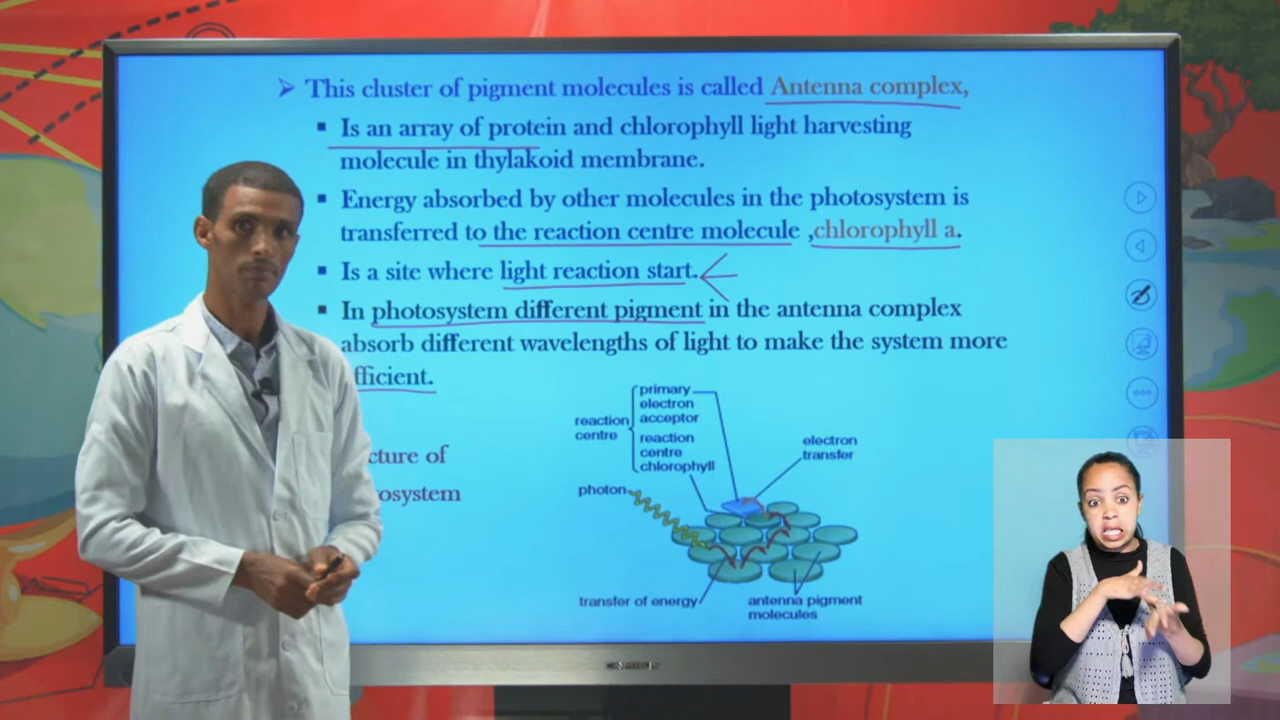 This cluster of pigment molecules is called Antenna complex,
Is an array of protein and chlorophyll light harvesting
molecule in thylakoid membrane.
Energy absorbed by other molecules in the photosystem is
transferred to the reaction centre molecule ,chlorophyll a.
Is a site where light reaction start.
In photosystem different pigment in the antenna complex
absorb different wavelengths of light to make the system more
fficient.
cture of
osystem
reaction
centre
primary
electron
acceptor
reaction
centre
chlorophyll
electron
transfer
photon
transfer of energy
antenna pigment
molecules